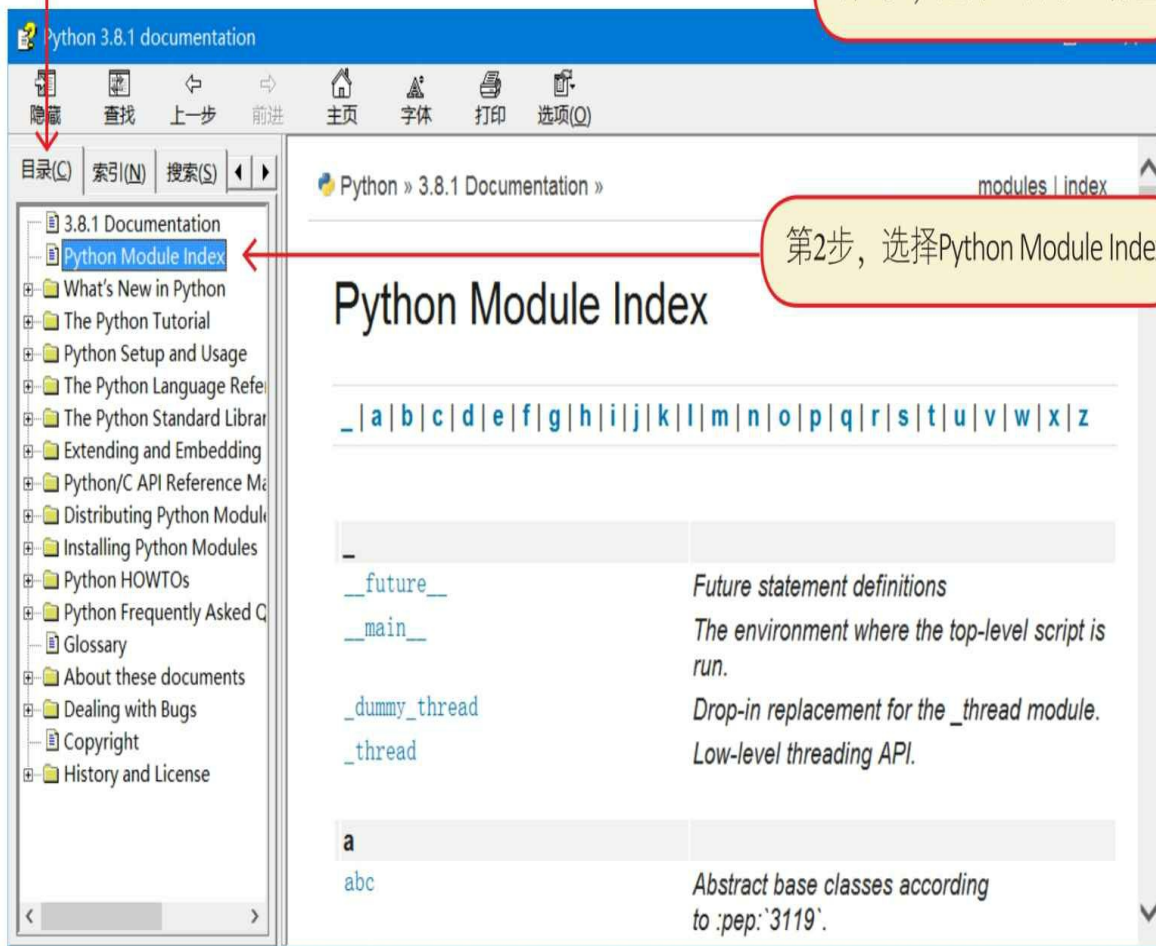 Python 3.8.1 documentation
隐藏 查找 上一步 前进 主页 字体 打印 选项(O)
目录(C) 索引(N) 搜索(S)
3.8.1 Documentation
Python Module Index
What's New in Python
The Python Tutorial
Python Setup and Usage
The Python Language Refer
The Python Standard Librar
Extending and Embedding
Python/C API Reference Ma
Distributing Python Module
Installing Python Modules
Python HOWTOs
Python Frequently Asked Q
Glossary
About these documents
Dealing with Bugs
Copyright
History and License
Python » 3.8.1 Documentation »
modules | index
第2步，选择Python Module Index
Python Module Index
_ | a | b | c | d | e | f | g | h | i | j | k | l | m | n | o | p | q | r | s | t | u | v | w | x | z
_
__future__ Future statement definitions
__main__ The environment where the top-level script is
run.
_dummy_thread Drop-in replacement for the _thread module.
_thread Low-level threading API.
a
abc Abstract base classes according
to :pep:`3119`.